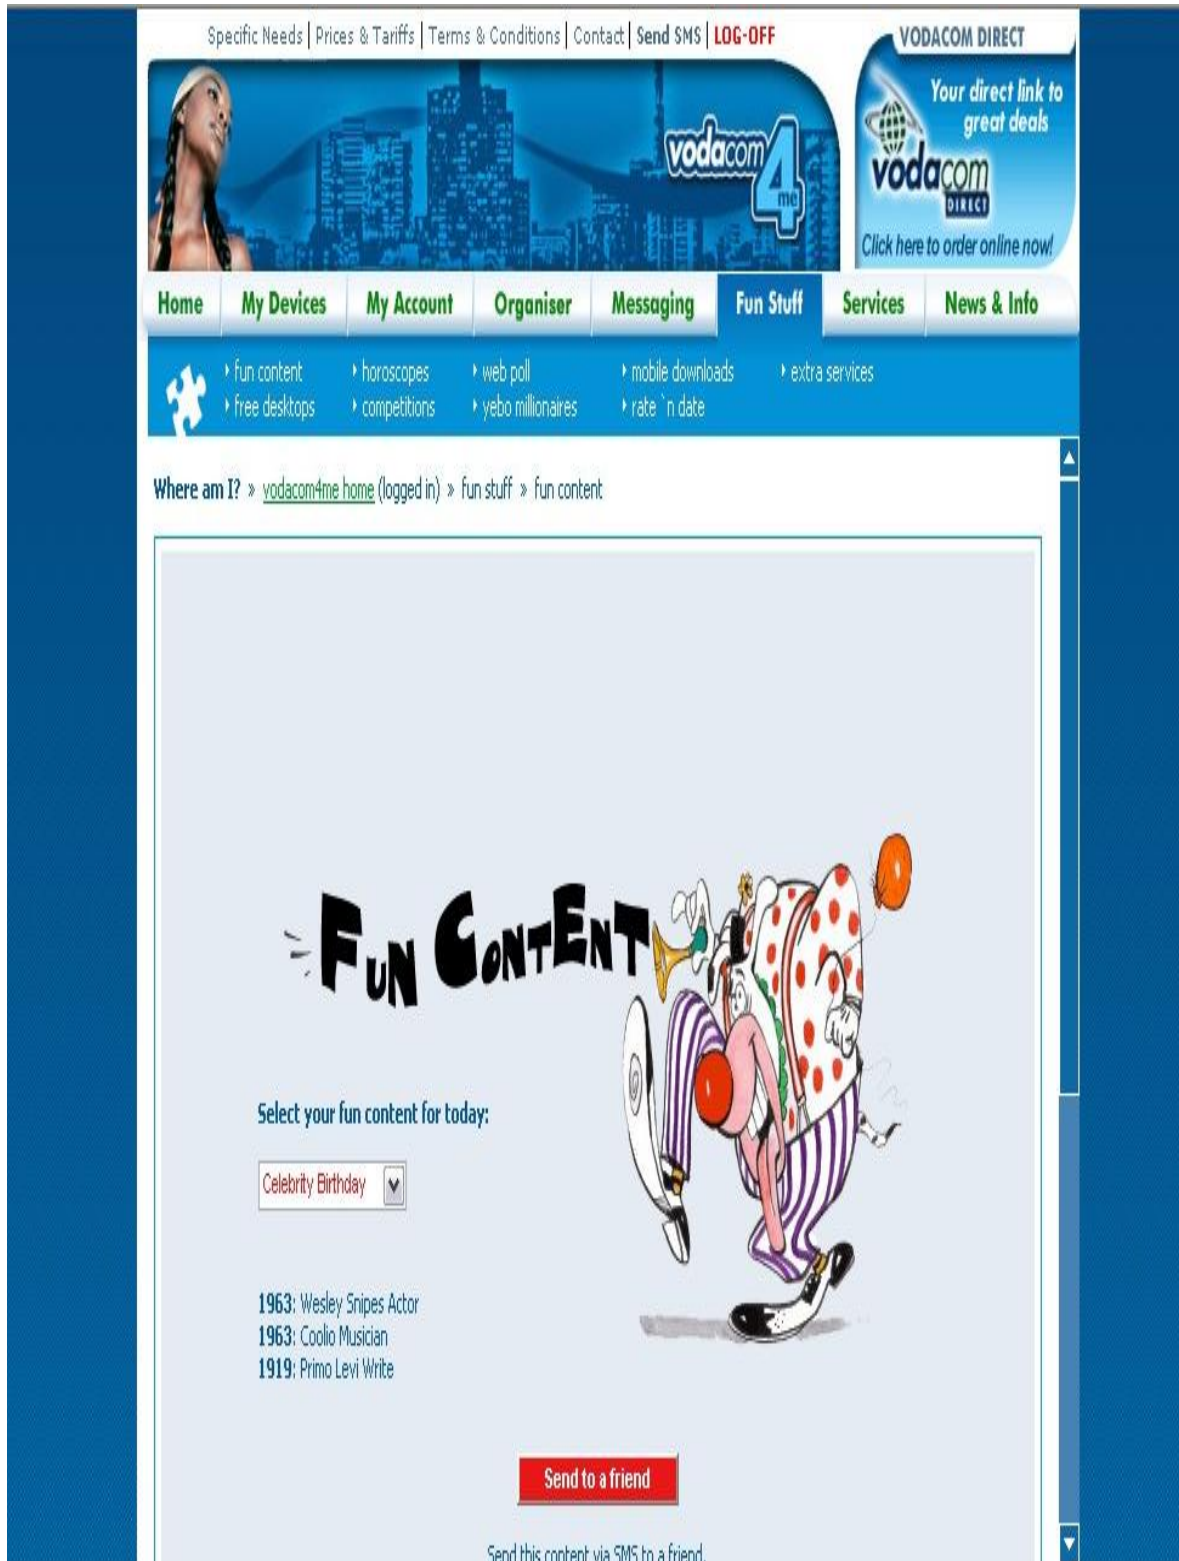 Specific Needs | Prices & Tariffs | Terms & Conditions | Contact | Send SMS | LOG-OFF
VODACOM DIRECT
Your direct link to
great deals
vodacom
DIRECT
Click here to order online now!
vodacom
4
me
Home My Devices My Account Organiser Messaging Fun Stuff Services News & Info
fun content horoscopes web poll mobile downloads extra services
free desktops competitions yebo millionaires rate `n date
Where am I? » vodacom4me home (logged in) » fun stuff » fun content
FUN CONTENT
Select your fun content for today:
Celebrity Birthday
1963: Wesley Snipes Actor
1963: Coolio Musician
1919: Primo Levi Write
Send to a friend
Send this content via SMS to a friend.